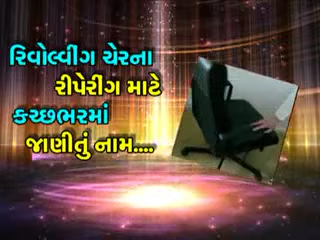 રિવોલ્વીંગ ચેરના
રીપેરીંગ માટે
કચ્છભરમાં
જાણીતું નામ....